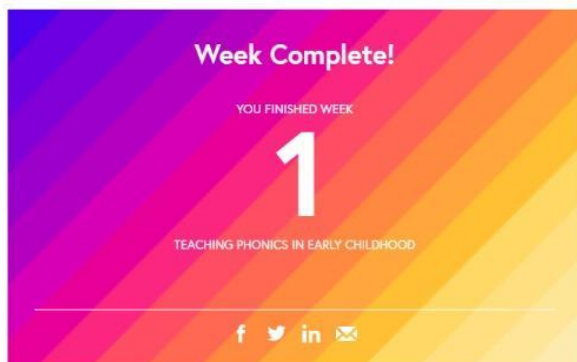 Week Complete!
YOU FINISHED WEEK
1
TEACHING PHONICS IN EARLY CHILDHOOD